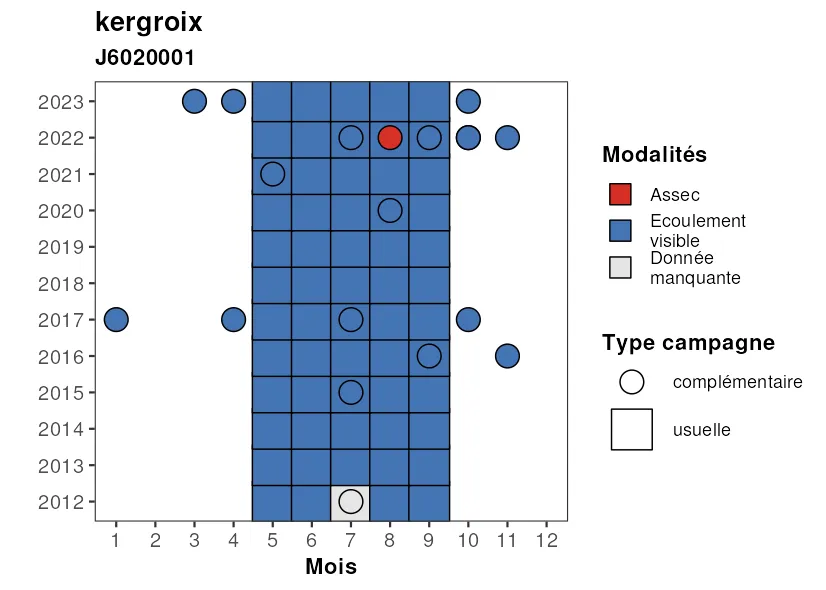 kergroix
J6020001
2023
2022
2021
2020
2019
2018
2017
2016
2015
2014
2013
2012
1 2 3 4 5 6 7 8 9 10 11 12
Mois
Modalités
Assec
Ecoulement
visible
Donnée
manquante
Type campagne
complémentaire
usuelle